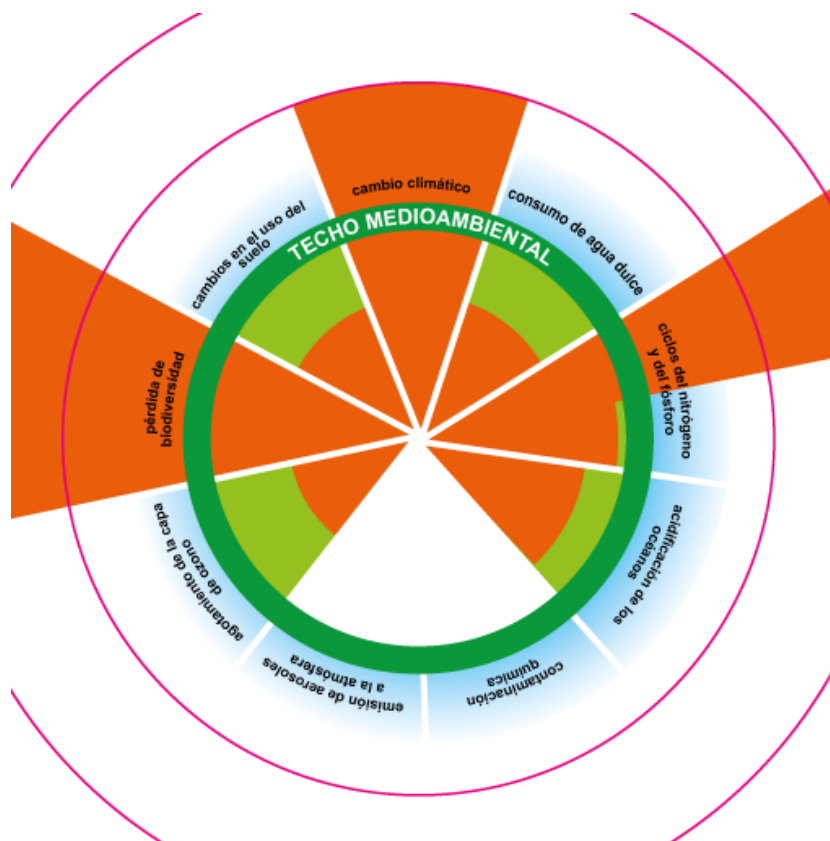 cambio climático
TECHO MEDIOAMBIENTAL
consumo de agua dulce
ciclos del nitrógeno
y del fósforo
acidificación de los
océanos
contaminación
química
emisión de aerosoles
a la atmósfera
agotamiento de la capa
de ozono
pérdida de
biodiversidad
cambios en el uso del
suelo